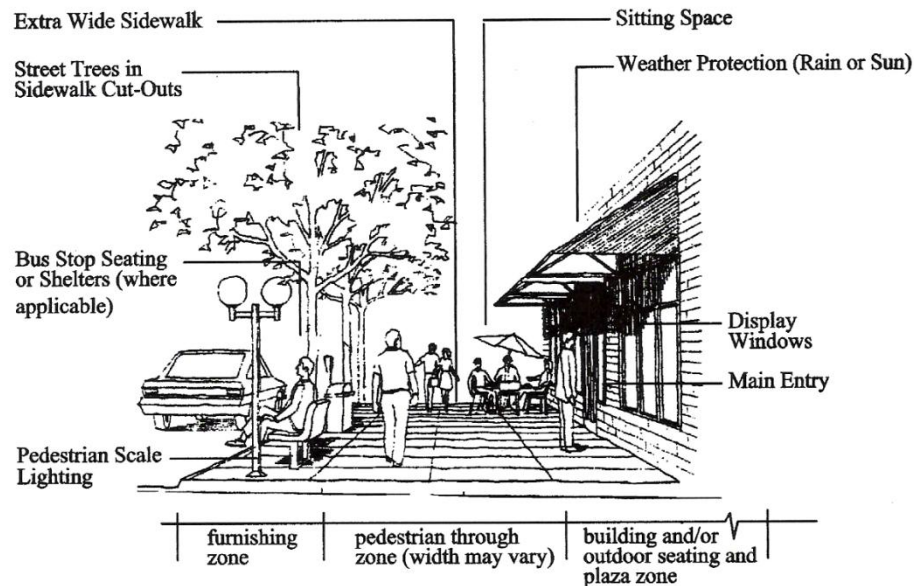 Extra Wide Sidewalk
Sitting Space
Street Trees in
Sidewalk Cut-Outs
Weather Protection (Rain or Sun)
Bus Stop Seating
or Shelters (where
applicable)
Display
Windows
Main Entry
Pedestrian Scale
Lighting
furnishing
zone
pedestrian through
zone (width may vary)
building and/or
outdoor seating and
plaza zone